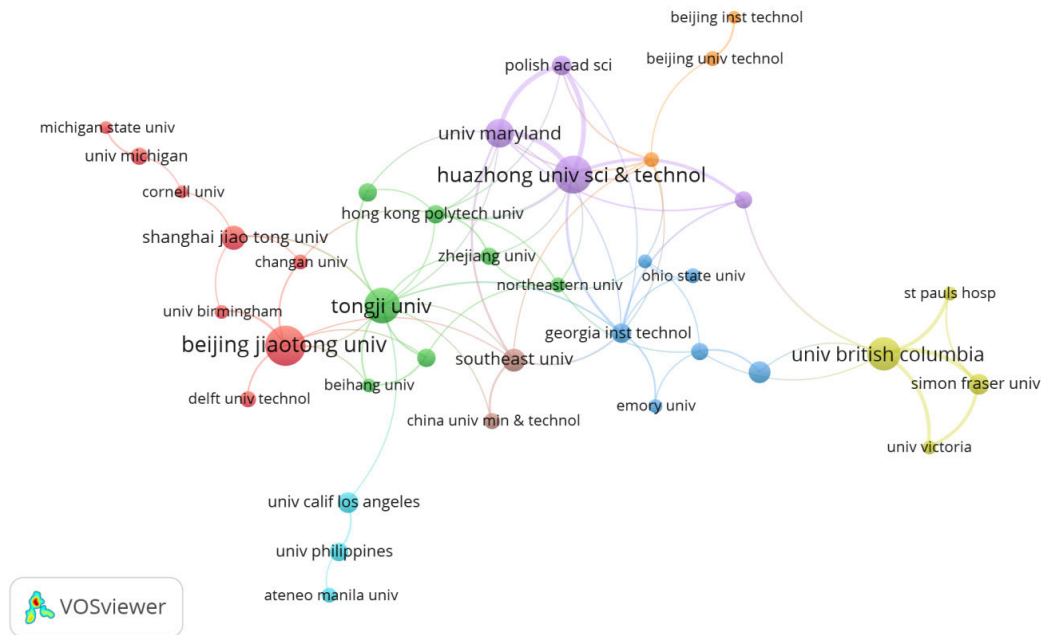 beijing inst technol
beijing univ technol
polish acad sci
michigan state univ
univ maryland
univ michigan
huazhong univ sci & technol
cornell univ
hong kong polytech univ
shanghai jiao tong univ
zhejiang univ
changan univ
ohio state univ
northeastern univ
st pauls hosp
univ birmingham
tongji univ
georgia inst technol
beijing jiaotong univ
southeast univ
univ british columbia
simon fraser univ
beihang univ
delft univ technol
emory univ
china univ min & technol
univ victoria
univ calif los angeles
univ philippines
ateneo manila univ
VOSviewer